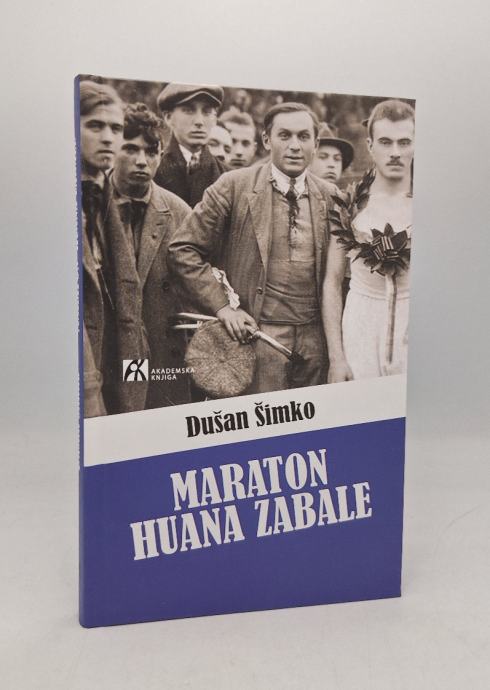 AKADEMSKA
KNJIGA
Dušan Šimko
MARATON
HUANA ZABALE